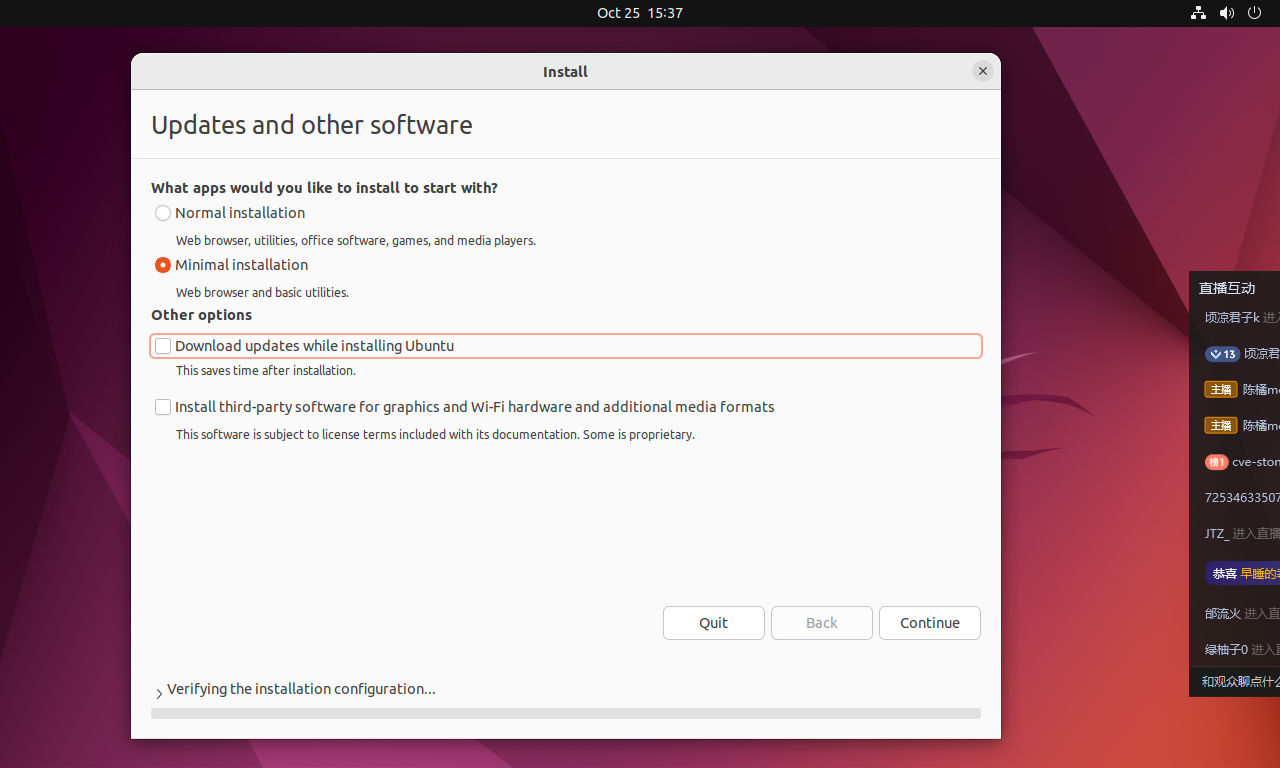 Oct 25 15:37
Install
Updates and other software
What apps would you like to install to start with?
Normal installation
Web browser, utilities, office software, games, and media players.
Minimal installation
Web browser and basic utilities.
Other options
Download updates while installing Ubuntu
This saves time after installation.
Install third-party software for graphics and Wi-Fi hardware and additional media formats
This software is subject to license terms included with its documentation. Some is proprietary.
Quit
Back
Continue
Verifying the installation configuration...
直播互动
顷凉君子k 进入
13 顷凉君
主播 陈橘m
主播 陈橘m
榜1 cve-ston
72534633507
JTZ_ 进入直播
恭喜 早睡的
邰流火 进入直
绿柚子0 进入直
和观众聊点什么